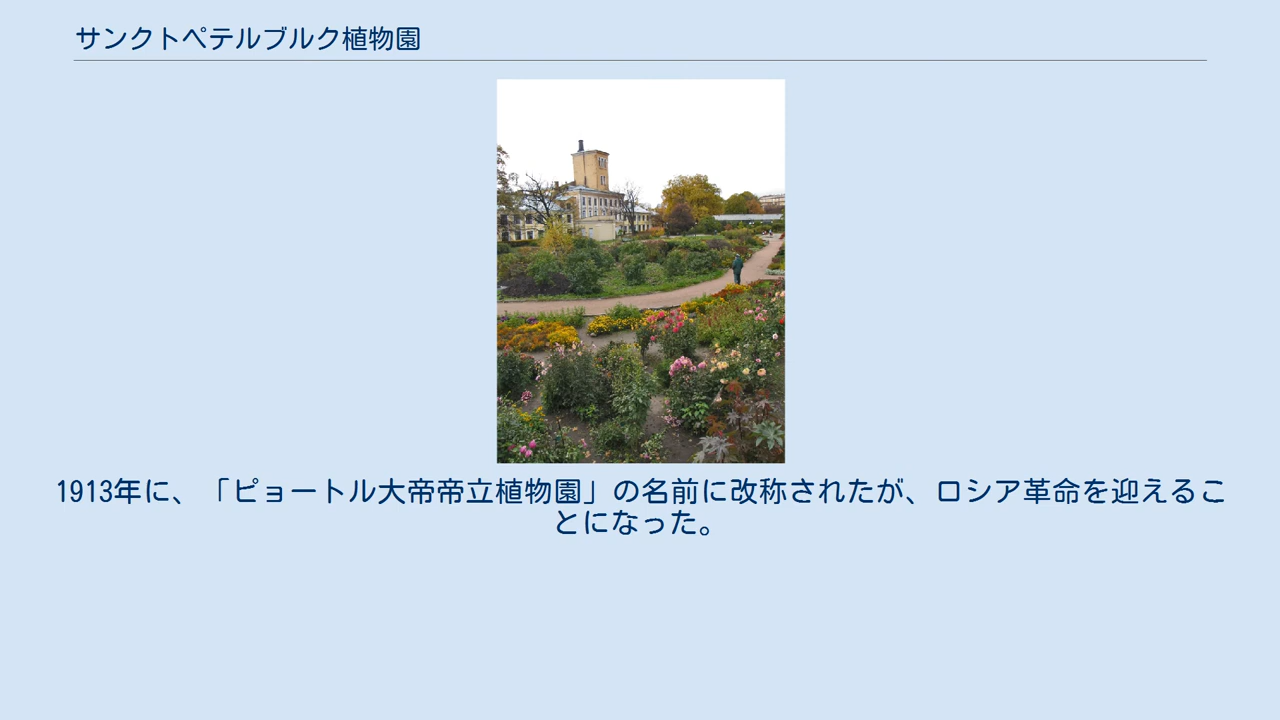 サンクトペテルブルク植物園
1913年に、「ピョートル大帝帝立植物園」の名前に改称されたが、ロシア革命を迎えるこ
とになった。